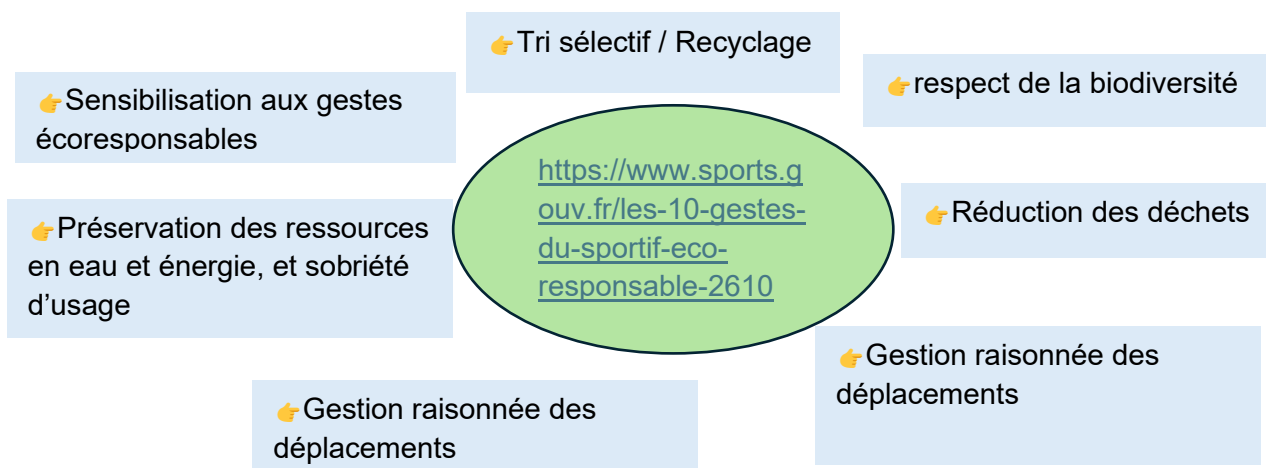 👉Tri sélectif / Recyclage
👉Sensibilisation aux gestes
écoresponsables
👉respect de la biodiversité
https://www.sports.g
ouv.fr/les-10-gestes-
du-sportif-eco-
responsable-2610
👉Préservation des ressources
en eau et énergie, et sobriété
d’usage
👉Réduction des déchets
👉Gestion raisonnée des
déplacements
👉Gestion raisonnée des
déplacements